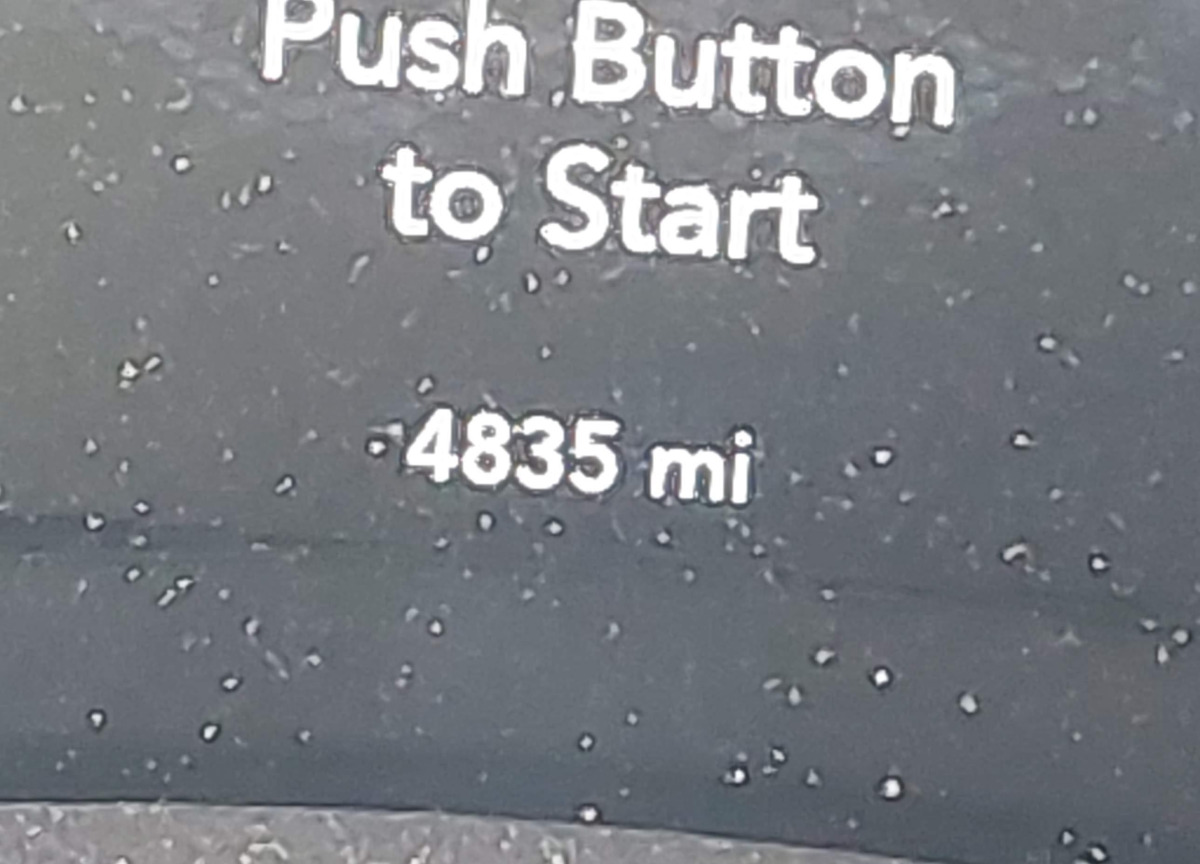 Push Button
to Start
4835 mi